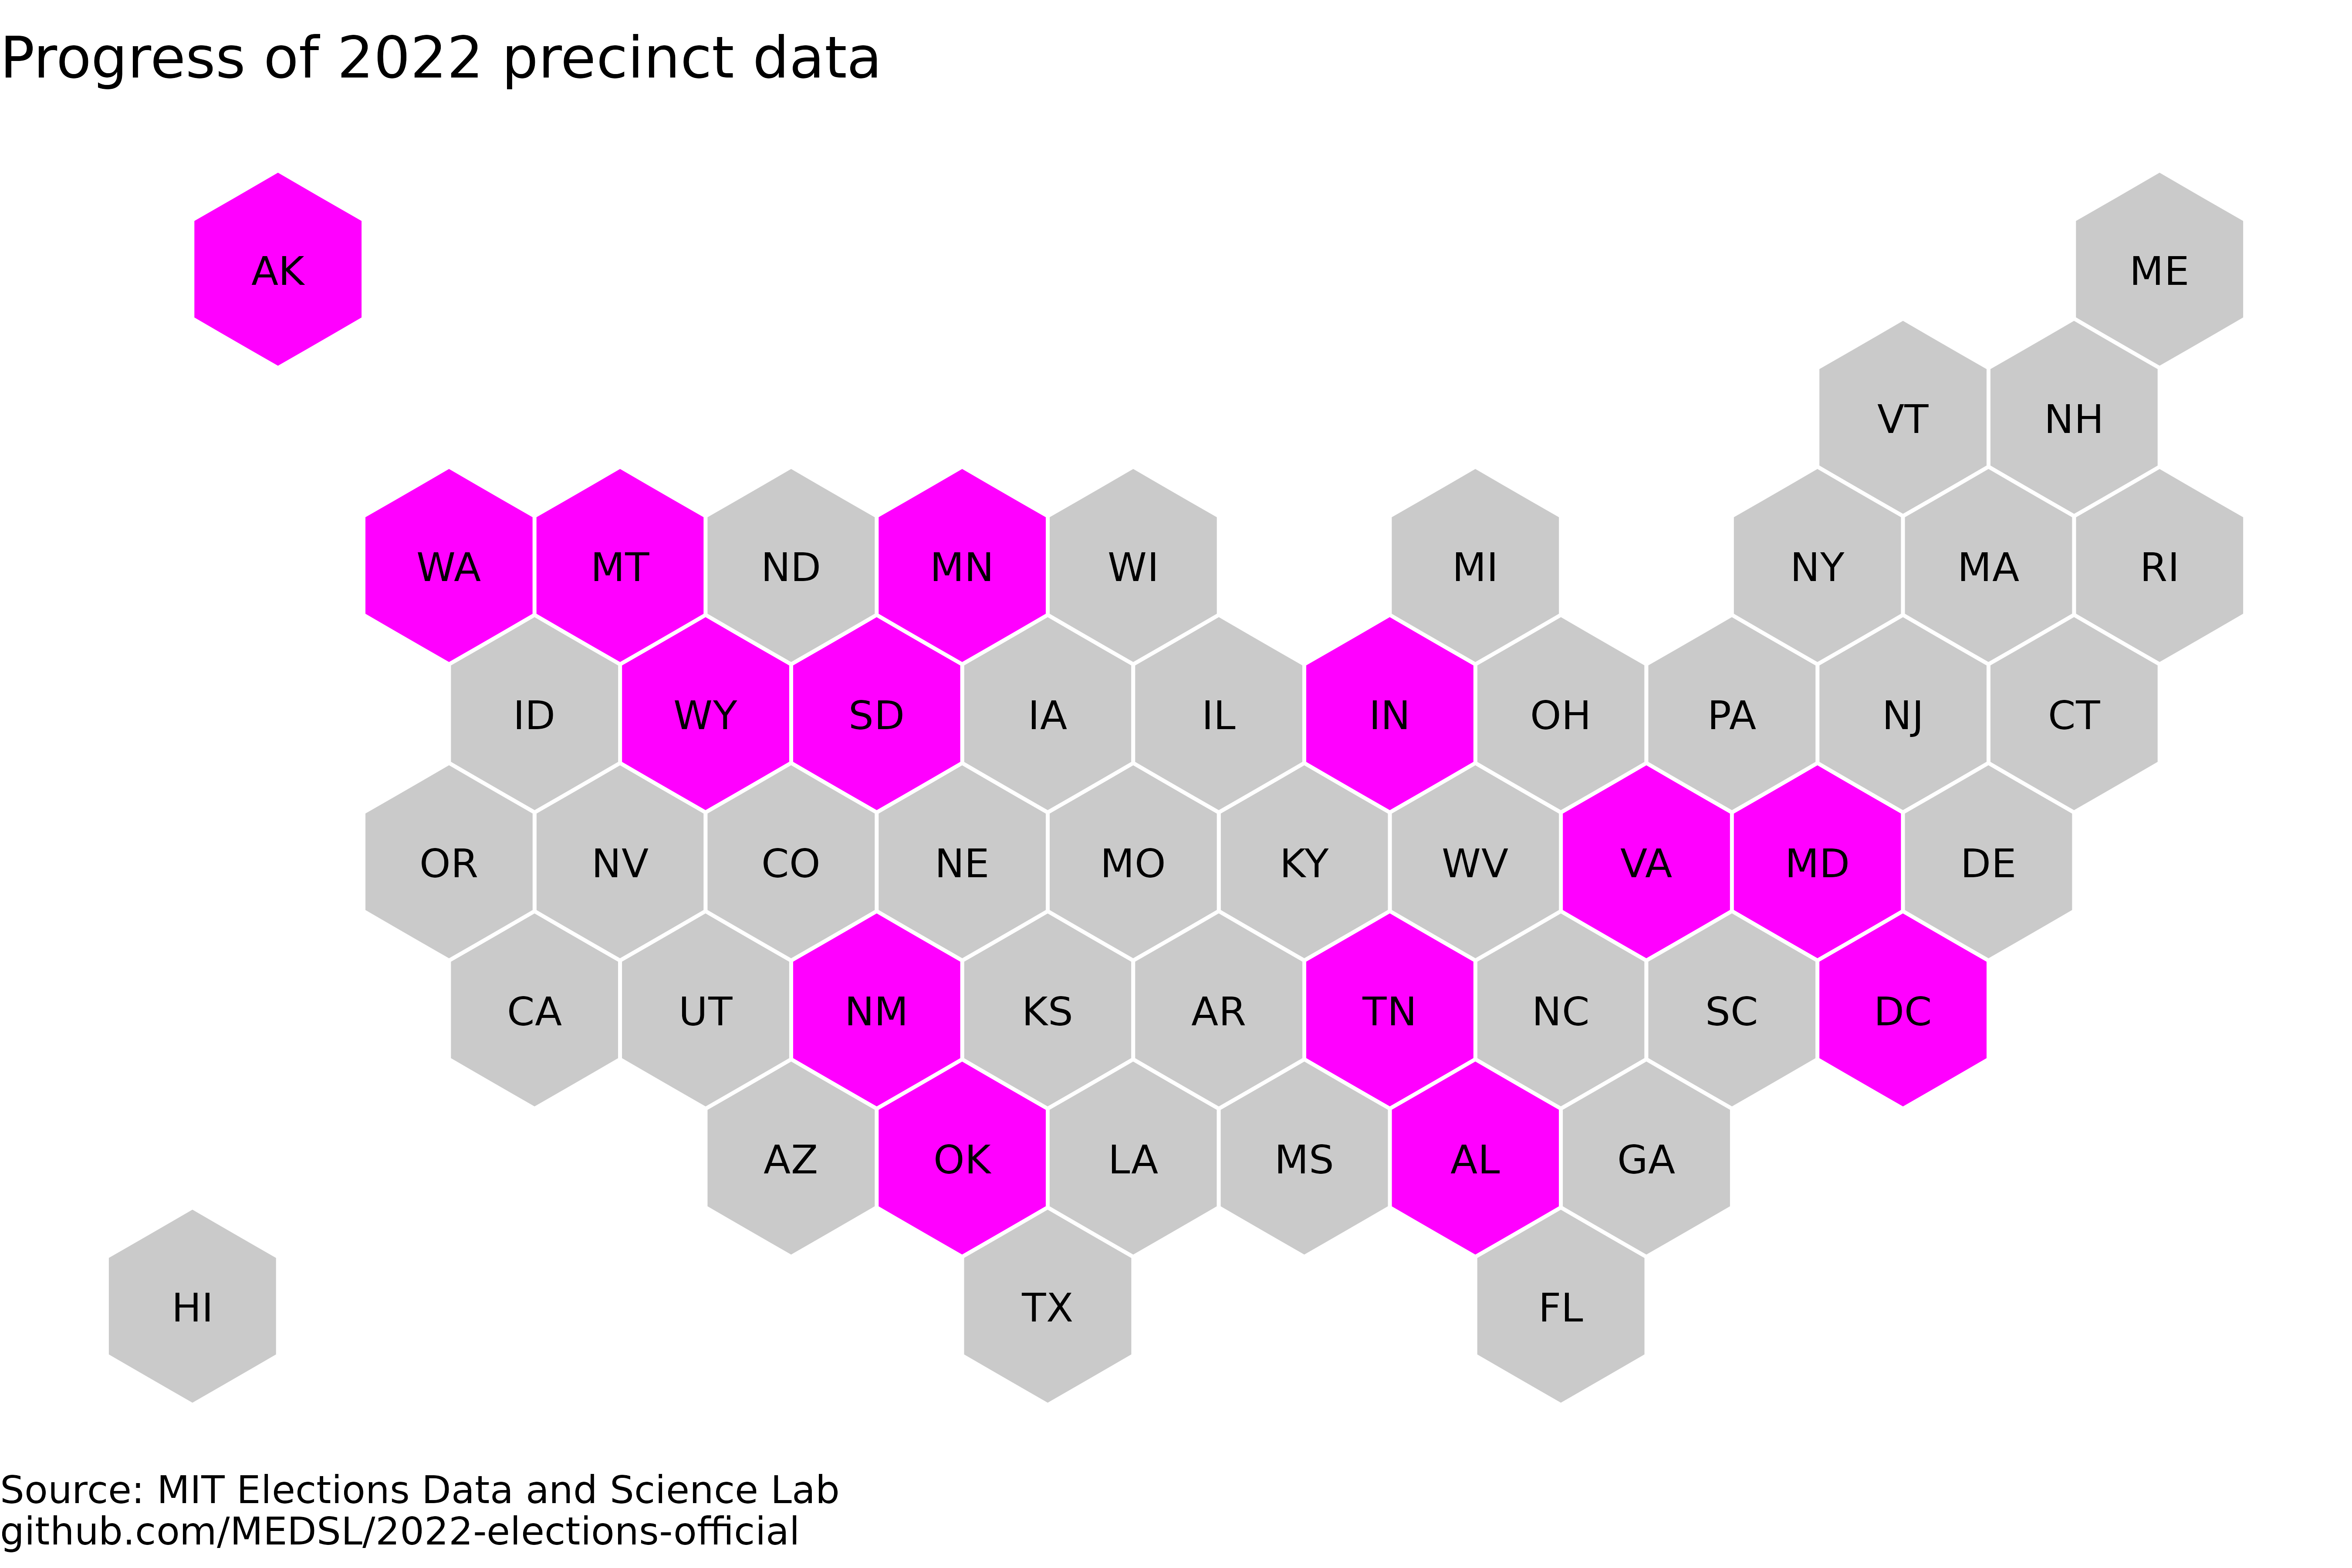 Progress of 2022 precinct data
AK
ME
VT
NH
WA
MT
ND
MN
WI
MI
NY
MA
RI
ID
WY
SD
IA
IL
IN
OH
PA
NJ
CT
OR
NV
CO
NE
MO
KY
WV
VA
MD
DE
CA
UT
NM
KS
AR
TN
NC
SC
DC
AZ
OK
LA
MS
AL
GA
HI
TX
FL
Source: MIT Elections Data and Science Lab
github.com/MEDSL/2022-elections-official